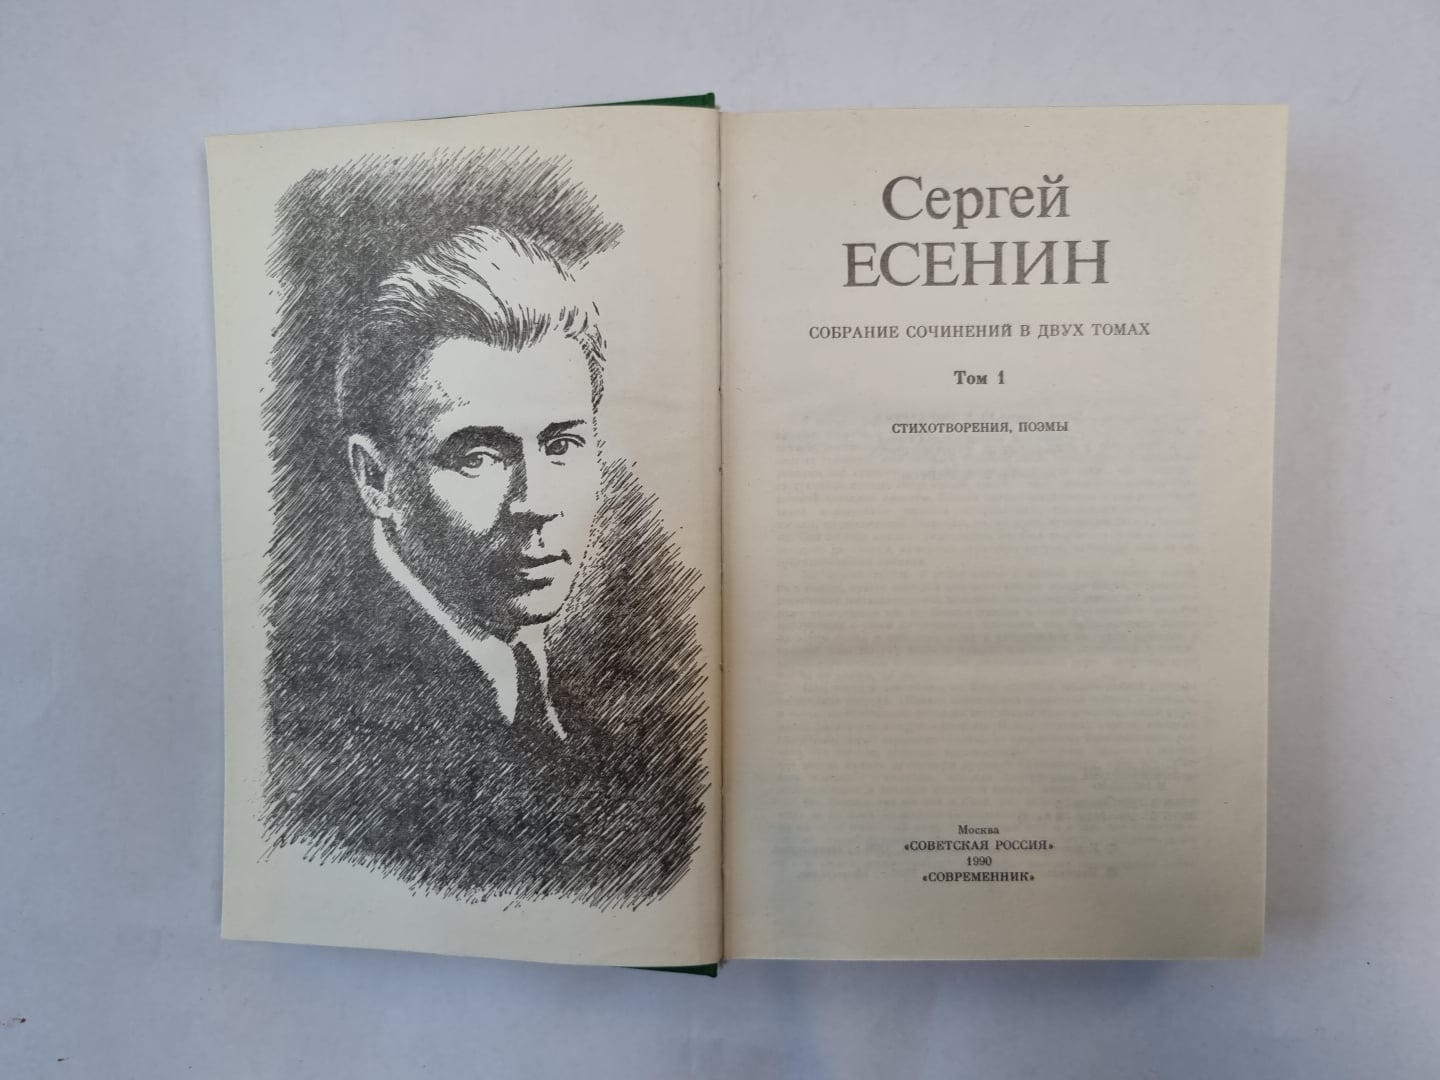 Сергей
ЕСЕНИН
СОБРАНИЕ СОЧИНЕНИЙ В ДВУХ ТОМАХ
Том 1
СТИХОТВОРЕНИЯ, ПОЭМЫ
Москва
«СОВЕТСКАЯ РОССИЯ»
1990
«СОВРЕМЕННИК»